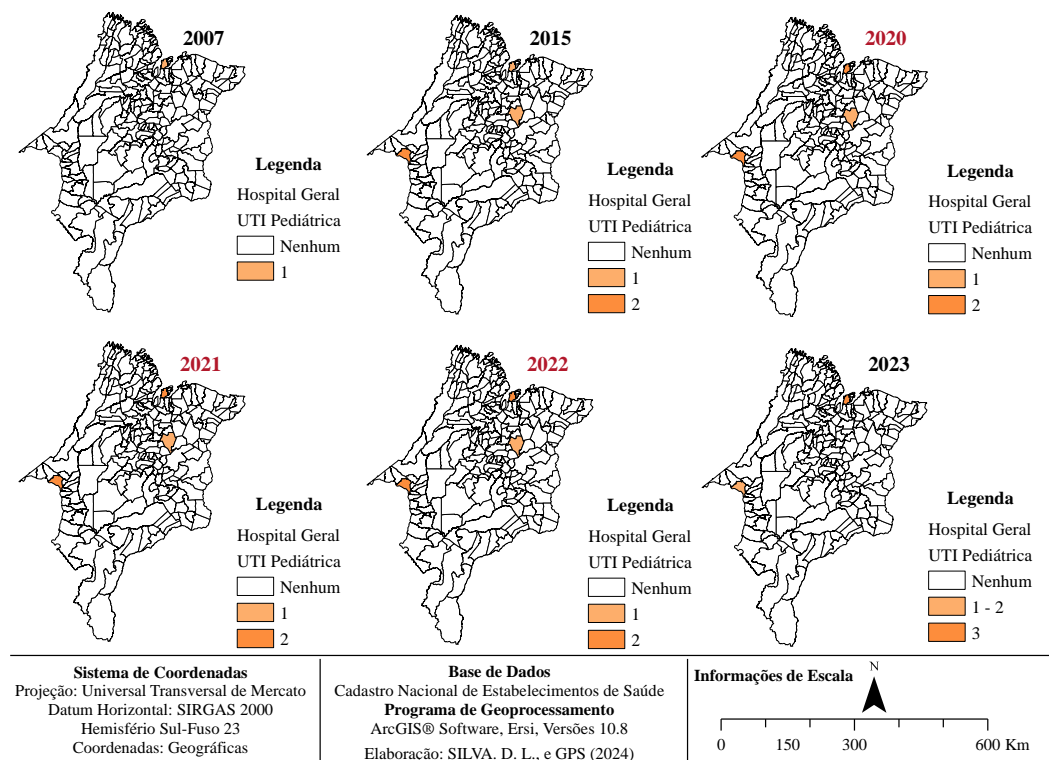 2007
Legenda
Hospital Geral
UTI Pediátrica
Nenhum
1
2015
Legenda
Hospital Geral
UTI Pediátrica
Nenhum
1
2
2020
Legenda
Hospital Geral
UTI Pediátrica
Nenhum
1
2
2021
Legenda
Hospital Geral
UTI Pediátrica
Nenhum
1
2
2022
Legenda
Hospital Geral
UTI Pediátrica
Nenhum
1
2
2023
Legenda
Hospital Geral
UTI Pediátrica
Nenhum
1 - 2
3
Sistema de Coordenadas
Projeção: Universal Transversal de Mercato
Datum Horizontal: SIRGAS 2000
Hemisfério Sul-Fuso 23
Coordenadas: Geográficas
Base de Dados
Cadastro Nacional de Estabelecimentos de Saúde
Programa de Geoprocessamento
ArcGIS® Software, Ersi, Versões 10.8
Elaboração: SILVA. D. L., e GPS (2024)
Informações de Escala
N
0 150 300 600 Km